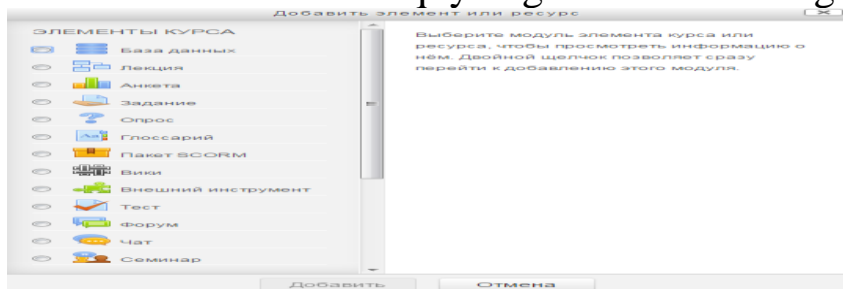 Добавить элемент или ресурс
ЭЛЕМЕНТЫ КУРСА
База данных
Лекция
Анкета
Задание
Опрос
Глоссарий
Пакет SCORM
Вики
Внешний инструмент
Тест
Форум
Чат
Семинар
Выберите модуль элемента курса или
ресурса, чтобы просмотреть информацию о
нём. Двойной щелчок позволяет сразу
перейти к добавлению этого модуля.
Добавить
Отмена